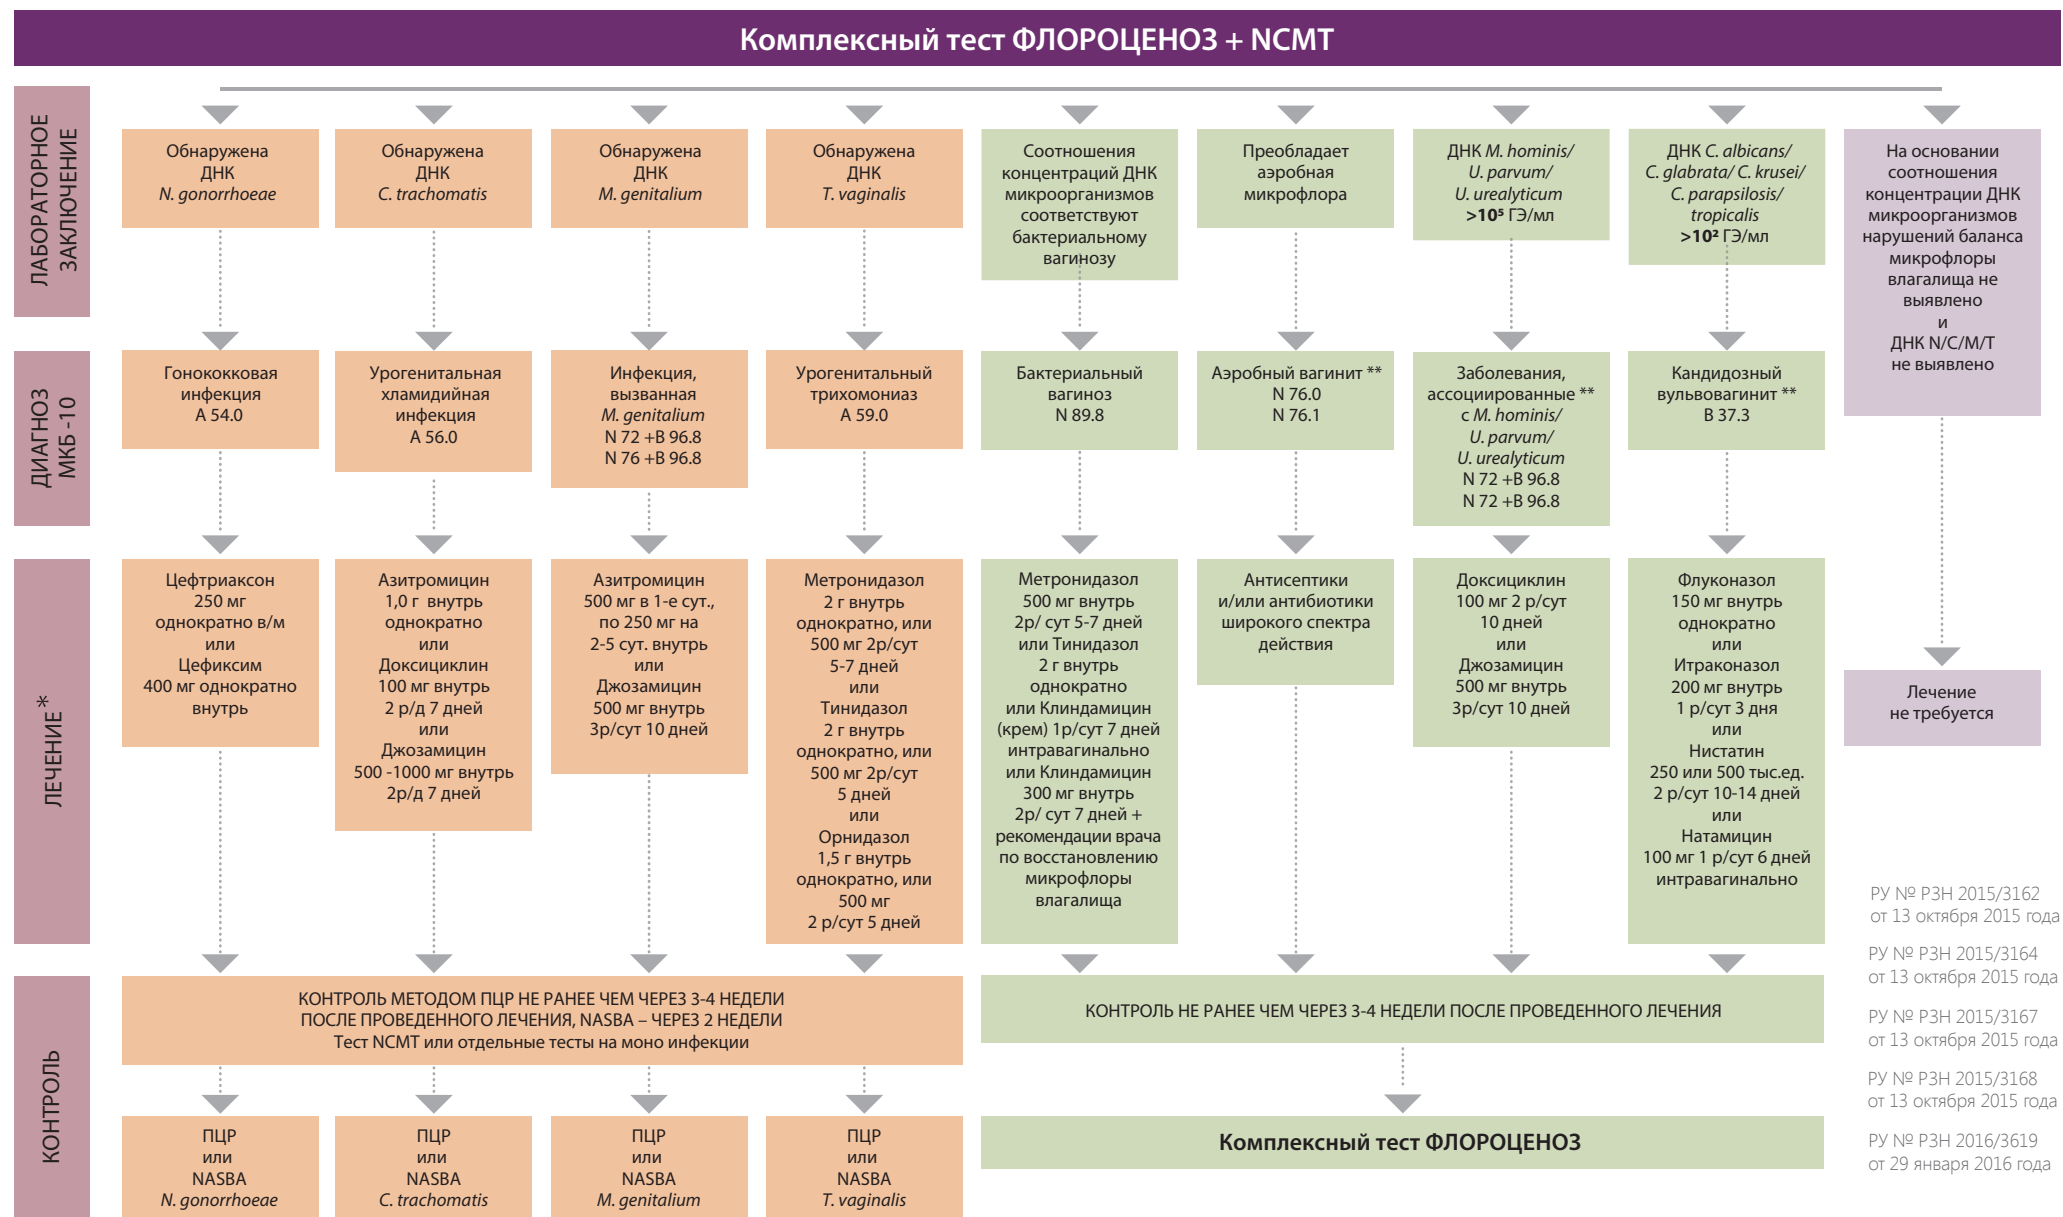 Комплексный тест ФЛОРОЦЕНОЗ + NCMT
ЛАБОРАТОРНОЕ
ЗАКЛЮЧЕНИЕ
Обнаружена
ДНК
N. gonorrhoeae
Обнаружена
ДНК
C. trachomatis
Обнаружена
ДНК
M. genitalium
Обнаружена
ДНК
T. vaginalis
Соотношения
концентраций ДНК
микроорганизмов
соответствуют
бактериальному
вагинозу
Преобладает
аэробная
микрофлора
ДНК M. hominis/
U. parvum/
U. urealyticum
>10⁵ ГЭ/мл
ДНК C. albicans/
C. glabrata/ C. krusei/
C. parapsilosis/
tropicalis
>10² ГЭ/мл
На основании
соотношения
концентрации ДНК
микроорганизмов
нарушений баланса
микрофлоры
влагалища не
выявлено
и
ДНК N/C/M/T
не выявлено
ДИАГНОЗ
МКБ -10
Гонококковая
инфекция
А 54.0
Урогенитальная
хламидийная
инфекция
А 56.0
Инфекция,
вызванная
M. genitalium
N 72 +B 96.8
N 76 +B 96.8
Урогенитальный
трихомониаз
А 59.0
Бактериальный
вагиноз
N 89.8
Аэробный вагинит **
N 76.0
N 76.1
Заболевания,
ассоциированные **
с M. hominis/
U. parvum/
U. urealyticum
N 72 +B 96.8
N 72 +B 96.8
Кандидозный
вульвовагинит **
В 37.3
ЛЕЧЕНИЕ*
Цефтриаксон
250 мг
однократно в/м
или
Цефиксим
400 мг однократно
внутрь
Азитромицин
1,0 г внутрь
однократно
или
Доксициклин
100 мг внутрь
2 р/д 7 дней
или
Джозамицин
500 -1000 мг внутрь
2р/д 7 дней
Азитромицин
500 мг в 1-е сут.,
по 250 мг на
2-5 сут. внутрь
или
Джозамицин
500 мг внутрь
3р/сут 10 дней
Метронидазол
2 г внутрь
однократно, или
500 мг 2р/сут
5-7 дней
или
Тинидазол
2 г внутрь
однократно, или
500 мг 2р/сут
5 дней
или
Орнидазол
1,5 г внутрь
однократно, или
500 мг
2 р/сут 5 дней
Метронидазол
500 мг внутрь
2р/ сут 5-7 дней
или Тинидазол
2 г внутрь
однократно
или Клиндамицин
(крем) 1р/сут 7 дней
интравагинально
или Клиндамицин
300 мг внутрь
2р/ сут 7 дней +
рекомендации врача
по восстановлению
микрофлоры
влагалища
Антисептики
и/или антибиотики
широкого спектра
действия
Доксициклин
100 мг 2 р/сут
10 дней
или
Джозамицин
500 мг внутрь
3р/сут 10 дней
Флуконазол
150 мг внутрь
однократно
или
Итраконазол
200 мг внутрь
1 р/сут 3 дня
или
Нистатин
250 или 500 тыс.ед.
2 р/сут 10-14 дней
или
Натамицин
100 мг 1 р/сут 6 дней
интравагинально
Лечение
не требуется
КОНТРОЛЬ
КОНТРОЛЬ МЕТОДОМ ПЦР НЕ РАНЕЕ ЧЕМ ЧЕРЕЗ 3-4 НЕДЕЛИ
ПОСЛЕ ПРОВЕДЕННОГО ЛЕЧЕНИЯ, NASBA – ЧЕРЕЗ 2 НЕДЕЛИ
Тест NCMT или отдельные тесты на моно инфекции
КОНТРОЛЬ НЕ РАНЕЕ ЧЕМ ЧЕРЕЗ 3-4 НЕДЕЛИ ПОСЛЕ ПРОВЕДЕННОГО ЛЕЧЕНИЯ
ПЦР
или
NASBA
N. gonorrhoeae
ПЦР
или
NASBA
C. trachomatis
ПЦР
или
NASBA
M. genitalium
ПЦР
или
NASBA
T. vaginalis
Комплексный тест ФЛОРОЦЕНОЗ
РУ № РЗН 2015/3162
от 13 октября 2015 года
РУ № РЗН 2015/3164
от 13 октября 2015 года
РУ № РЗН 2015/3167
от 13 октября 2015 года
РУ № РЗН 2015/3168
от 13 октября 2015 года
РУ № РЗН 2016/3619
от 29 января 2016 года